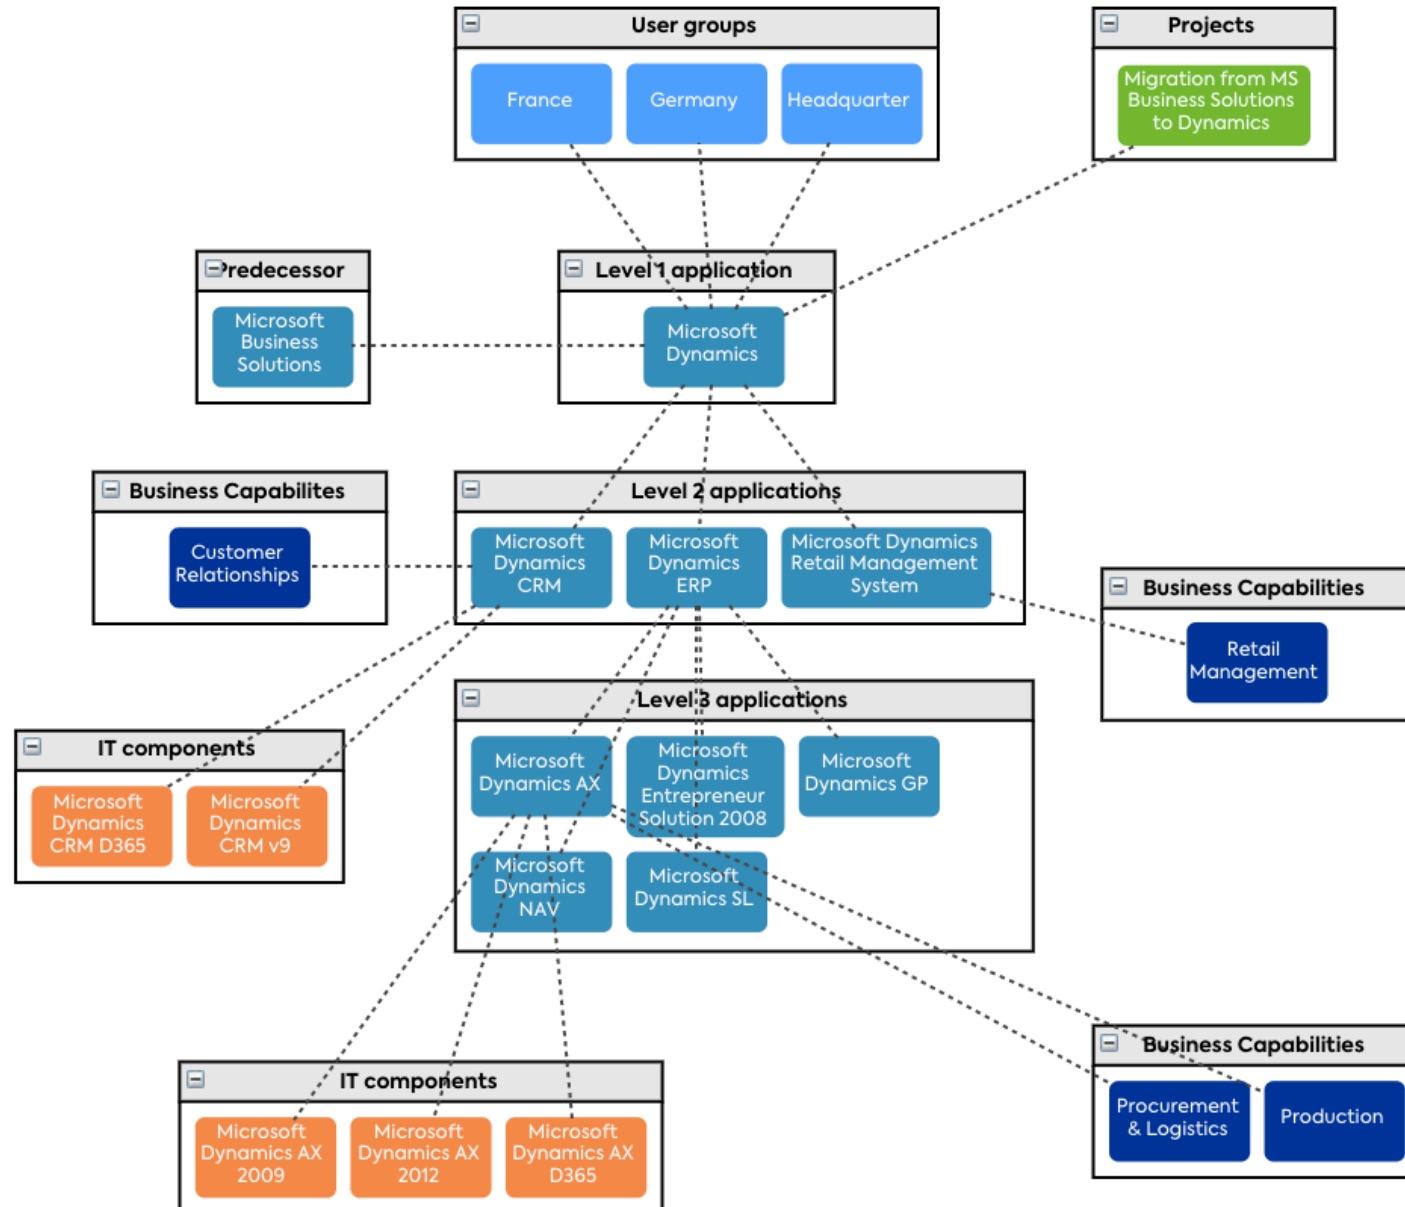 User groups
Projects
France
Germany
Headquarter
Migration from MS
Business Solutions
to Dynamics
Predecessor
Level 1 application
Microsoft
Business
Solutions
Microsoft
Dynamics
Business Capabilites
Level 2 applications
Customer
Relationships
Microsoft
Dynamics
CRM
Microsoft
Dynamics
ERP
Microsoft Dynamics
Retail Management
System
Business Capabilities
Retail
Management
Level 3 applications
IT components
Microsoft
Dynamics
CRM D365
Microsoft
Dynamics
CRM v9
Microsoft
Dynamics AX
Microsoft
Dynamics
Entrepreneur
Solution 2008
Microsoft
Dynamics GP
Microsoft
Dynamics
NAV
Microsoft
Dynamics SL
IT components
Microsoft
Dynamics AX
2009
Microsoft
Dynamics AX
2012
Microsoft
Dynamics AX
D365
Business Capabilities
Procurement
& Logistics
Production